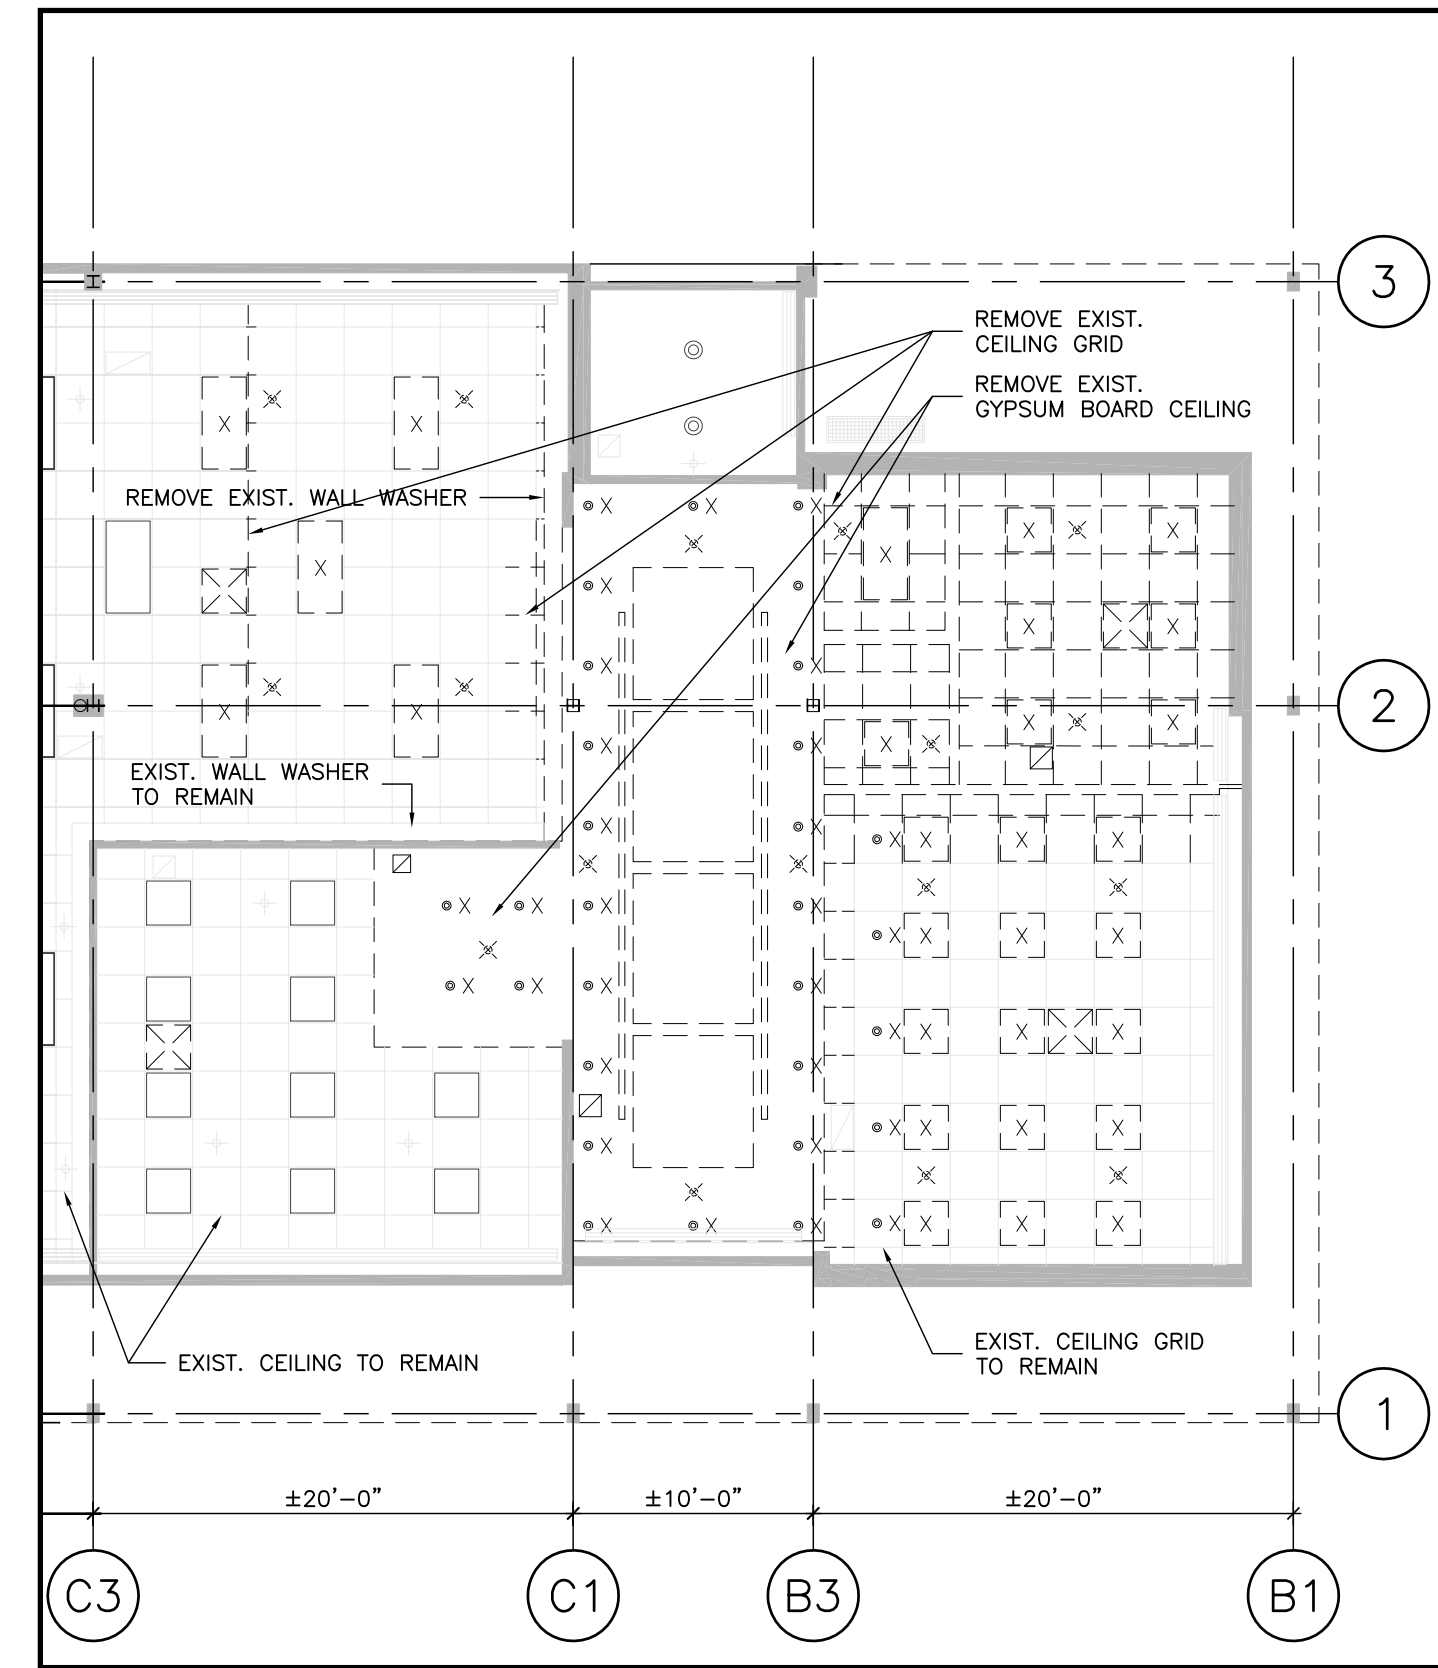 3
REMOVE EXIST.
CEILING GRID
REMOVE EXIST.
GYPSUM BOARD CEILING
REMOVE EXIST. WALL WASHER
2
EXIST. WALL WASHER
TO REMAIN
EXIST. CEILING TO REMAIN
EXIST. CEILING GRID
TO REMAIN
1
±20'-0" ±10'-0" ±20'-0"
C3 C1 B3 B1